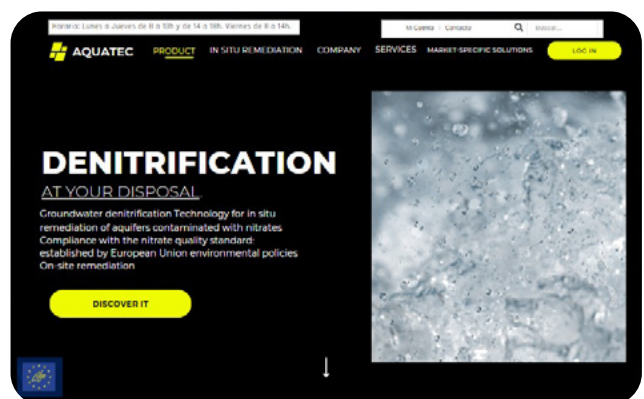 Horario: Lunes a Jueves de 8 a 18h y de 14 a 18h. Viernes de 8 a 14h.
Mi Cuenta | Contacto
Buscar...
AQUATEC
PRODUCT
IN SITU REMEDIATION
COMPANY
SERVICES
MARKET-SPECIFIC SOLUTIONS
LOG IN
DENITRIFICATION
AT YOUR DISPOSAL
Groundwater denitrification Technology for in situ
remediation of aquifers contaminated with nitrates
Compliance with the nitrate quality standard:
established by European Union environmental policies
On-site remediation
DISCOVER IT